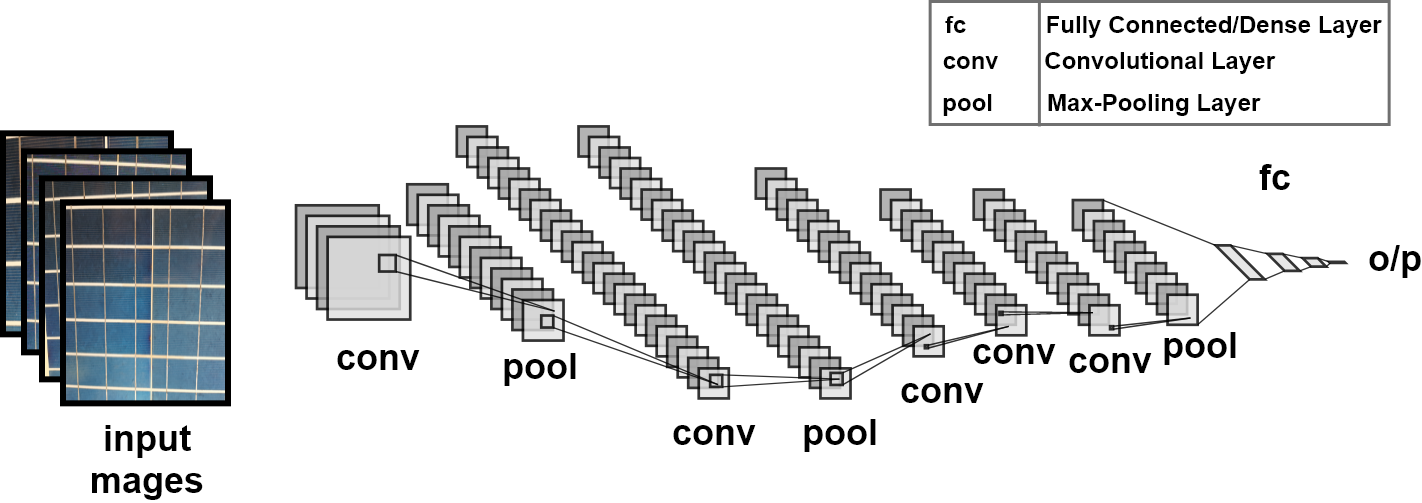 fc Fully Connected/Dense Layer
conv Convolutional Layer
pool Max-Pooling Layer
fc
o/p
conv
pool
conv
pool
conv
conv
conv
pool
input
mages